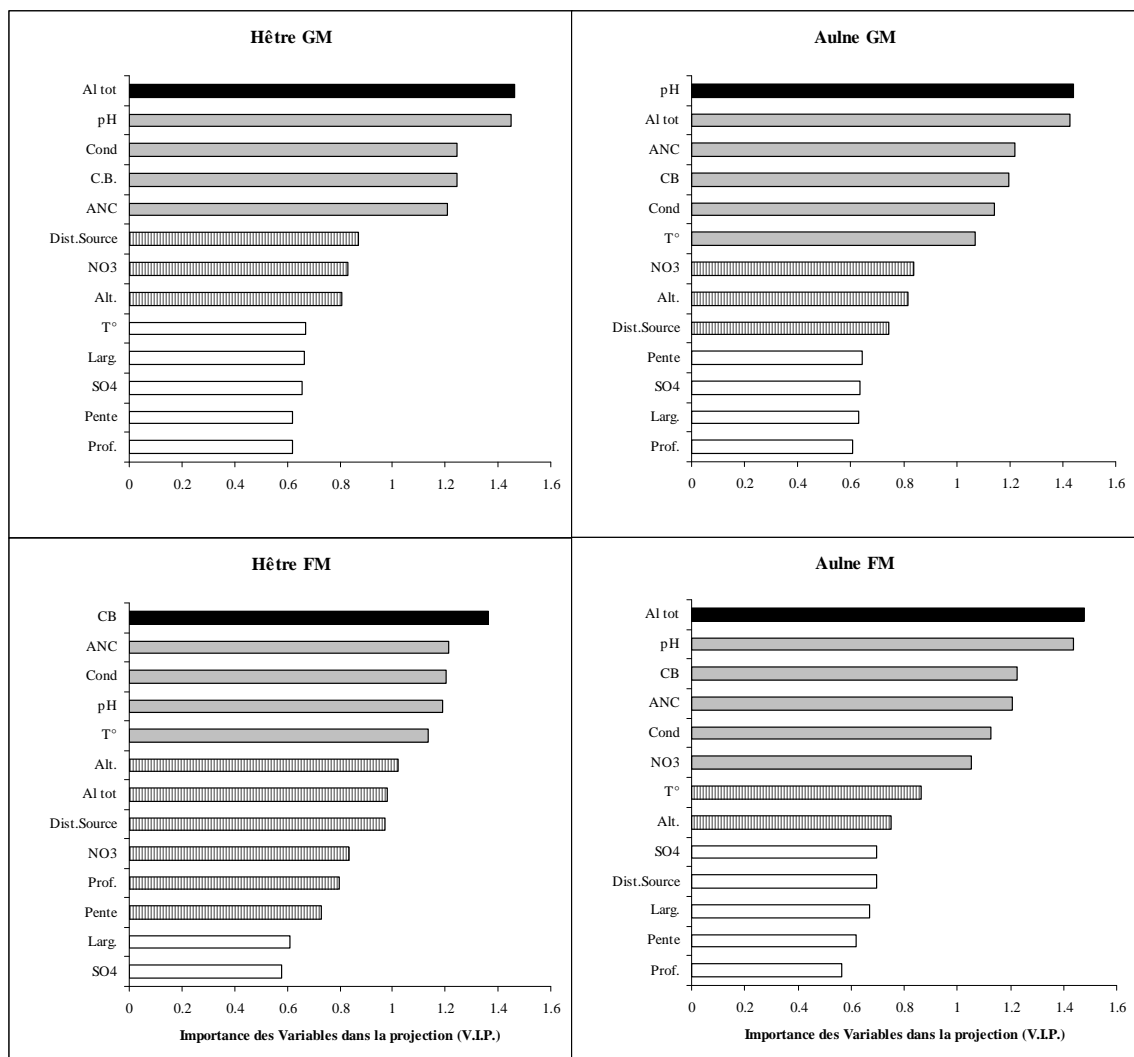 Hêtre GM
Al tot
pH
Cond
C.B.
ANC
Dist.Source
NO3
Alt.
T°
Larg.
SO4
Pente
Prof.
0 0.2 0.4 0.6 0.8 1 1.2 1.4 1.6
Aulne GM
pH
Al tot
ANC
CB
Cond
T°
NO3
Alt.
Dist.Source
Pente
SO4
Larg.
Prof.
0 0.2 0.4 0.6 0.8 1 1.2 1.4 1.6
Hêtre FM
CB
ANC
Cond
pH
T°
Alt.
Al tot
Dist.Source
NO3
Prof.
Pente
Larg.
SO4
0 0.2 0.4 0.6 0.8 1 1.2 1.4 1.6
Importance des Variables dans la projection (V.I.P.)
Aulne FM
Al tot
pH
CB
ANC
Cond
NO3
T°
Alt.
SO4
Dist.Source
Larg.
Pente
Prof.
0 0.2 0.4 0.6 0.8 1 1.2 1.4 1.6
Importance des Variables dans la projection (V.I.P.)